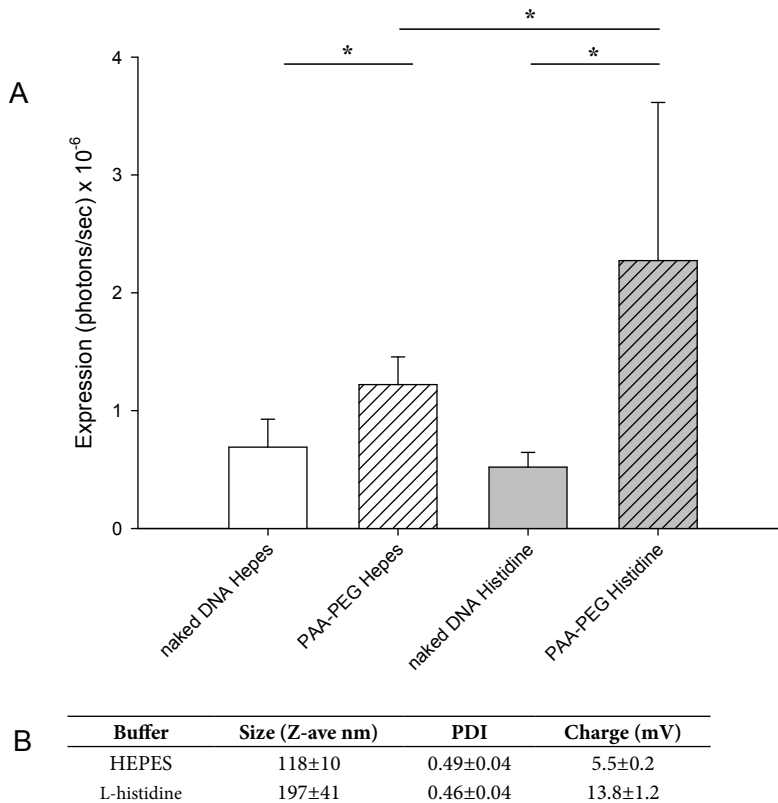 *
*
*
A
4
3
2
1
0
Expression (photons/sec) x 10⁻⁶
naked DNA Hepes
PAA-PEG Hepes
naked DNA Histidine
PAA-PEG Histidine
B
Buffer Size (Z-ave nm) PDI Charge (mV)
HEPES 118±10 0.49±0.04 5.5±0.2
L-histidine 197±41 0.46±0.04 13.8±1.2